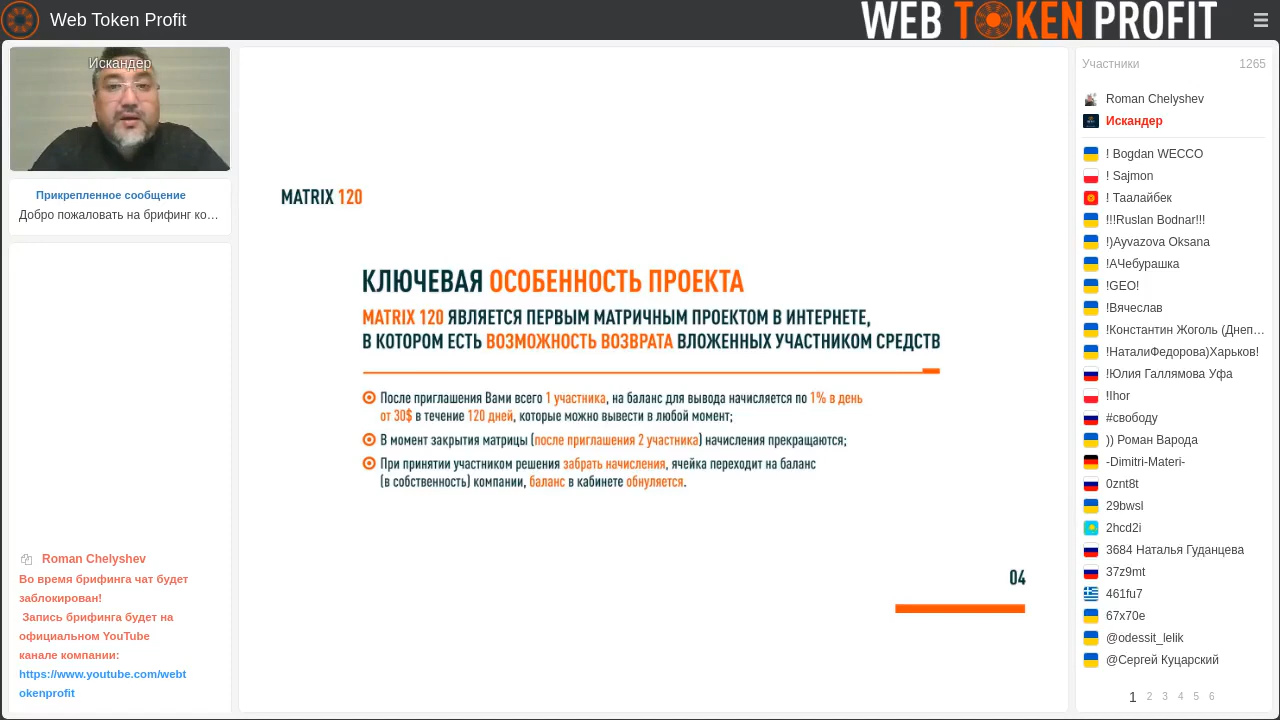 Web Token Profit
WEB TOKEN PROFIT
Искандер
Прикрепленное сообщение
Добро пожаловать на брифинг ко…
Roman Chelyshev
Во время брифинга чат будет
заблокирован!
Запись брифинга будет на
официальном YouTube
канале компании:
https://www.youtube.com/webt
okenprofit
MATRIX 120
КЛЮЧЕВАЯ ОСОБЕННОСТЬ ПРОЕКТА
MATRIX 120 ЯВЛЯЕТСЯ ПЕРВЫМ МАТРИЧНЫМ ПРОЕКТОМ В ИНТЕРНЕТЕ,
В КОТОРОМ ЕСТЬ ВОЗМОЖНОСТЬ ВОЗВРАТА ВЛОЖЕННЫХ УЧАСТНИКОМ СРЕДСТВ
После приглашения Вами всего 1 участника, на баланс для вывода начисляется по 1% в день
от 30$ в течение 120 дней, которые можно вывести в любой момент;
В момент закрытия матрицы (после приглашения 2 участника) начисления прекращаются;
При принятии участником решения забрать начисления, ячейка переходит на баланс
(в собственность) компании, баланс в кабинете обнуляется.
04
Участники 1265
Roman Chelyshev
Искандер
! Bogdan WECCO
! Sajmon
! Таалайбек
!!!Ruslan Bodnar!!!
!)Ayvazova Oksana
!АЧебурашка
!GEO!
!Вячеслав
!Константин Жоголь (Днеп…
!НаталиФедорова)Харьков!
!Юлия Галлямова Уфа
!Ihor
#свободу
)) Роман Варода
-Dimitri-Materi-
0znt8t
29bwsl
2hcd2i
3684 Наталья Гуданцева
37z9mt
461fu7
67x70e
@odessit_lelik
@Сергей Куцарский
1 2 3 4 5 6